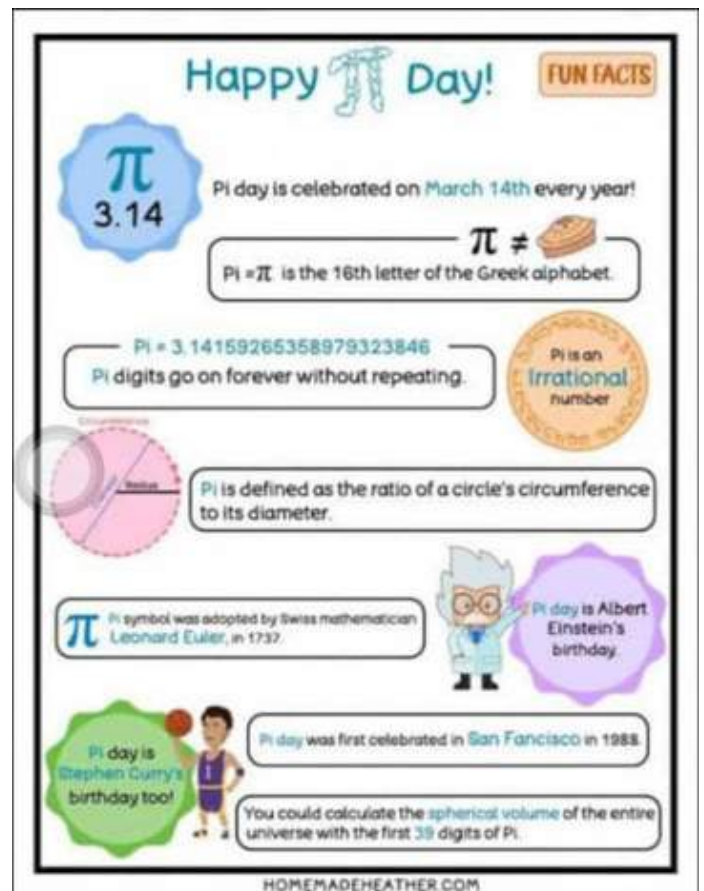 Happy π Day!
FUN FACTS
π
3.14
Pi day is celebrated on March 14th every year!
π ≠
Pi =π is the 16th letter of the Greek alphabet.
Pi = 3.14159265358979323846
Pi digits go on forever without repeating.
Pi is an
Irrational
number
Circumference
Radius
Pi is defined as the ratio of a circle's circumference
to its diameter.
π
Pi symbol was adopted by Swiss mathematician
Leonard Euler, in 1737.
Pi day is Albert
Einstein's
birthday.
Pi day is
Stephen Curry's
birthday too!
1
Pi day was first celebrated in San Fancisco in 1988.
You could calculate the spherical volume of the entire
universe with the first 39 digits of Pi.
HOMEMADEHEATHER.COM